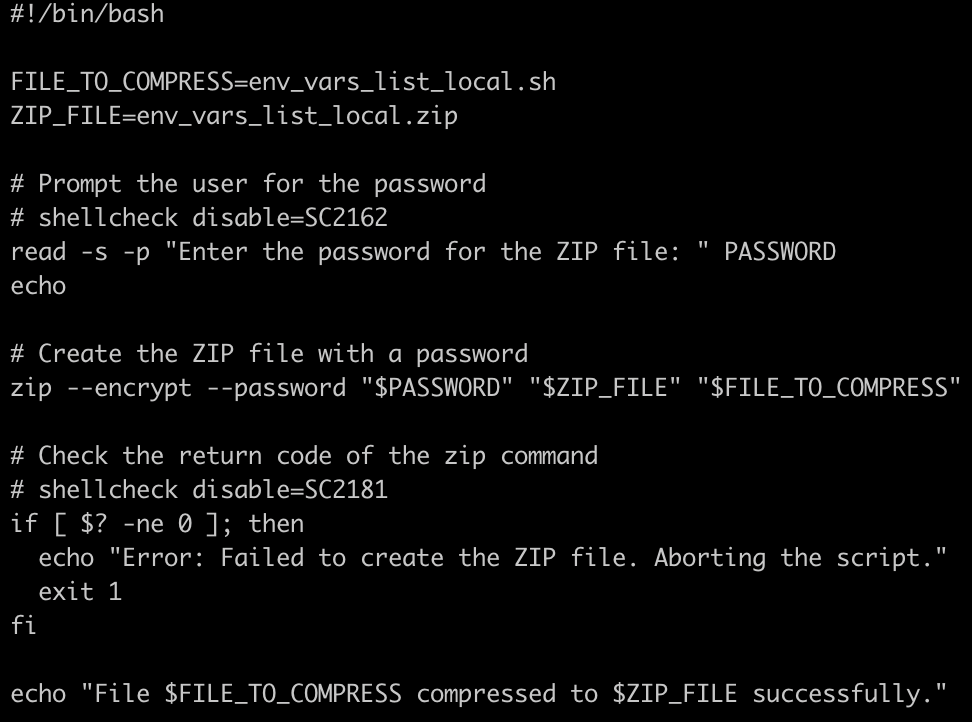 #!/bin/bash

FILE_TO_COMPRESS=env_vars_list_local.sh
ZIP_FILE=env_vars_list_local.zip

# Prompt the user for the password
# shellcheck disable=SC2162
read -s -p "Enter the password for the ZIP file: " PASSWORD
echo

# Create the ZIP file with a password
zip --encrypt --password "$PASSWORD" "$ZIP_FILE" "$FILE_TO_COMPRESS"

# Check the return code of the zip command
# shellcheck disable=SC2181
if [ $? -ne 0 ]; then
  echo "Error: Failed to create the ZIP file. Aborting the script."
  exit 1
fi

echo "File $FILE_TO_COMPRESS compressed to $ZIP_FILE successfully."